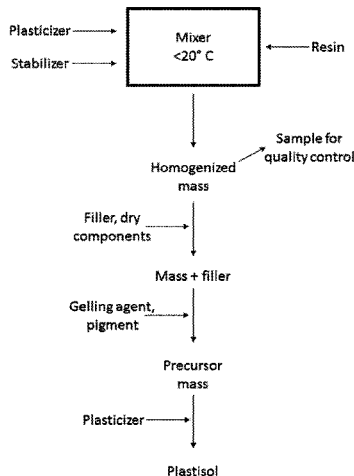 Plasticizer
Stabilizer
Mixer
<20° C
Resin
Sample for
quality control
Homogenized
mass
Filler, dry
components
Mass + filler
Gelling agent,
pigment
Precursor
mass
Plasticizer
Plastisol